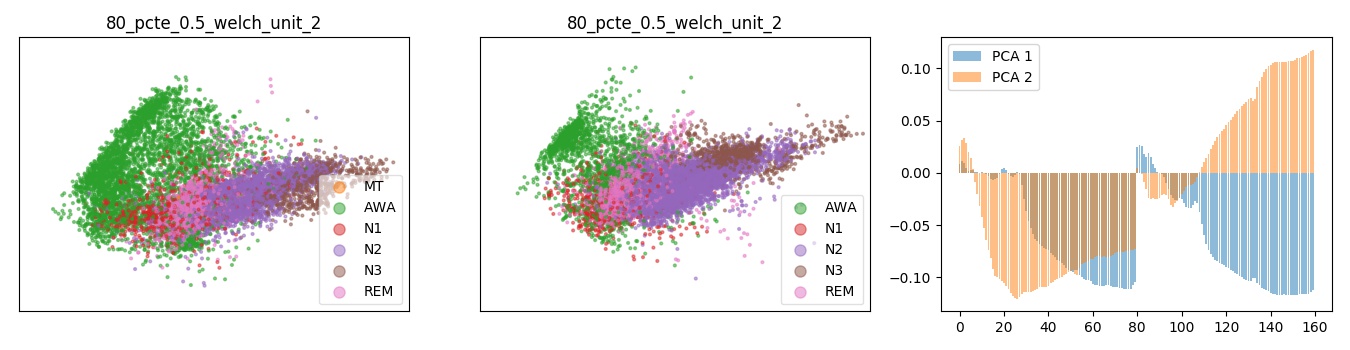 80_pcte_0.5_welch_unit_2
MT
AWA
N1
N2
N3
REM
80_pcte_0.5_welch_unit_2
AWA
N1
N2
N3
REM
PCA 1
PCA 2
0.10
0.05
0.00
−0.05
−0.10
0 20 40 60 80 100 120 140 160